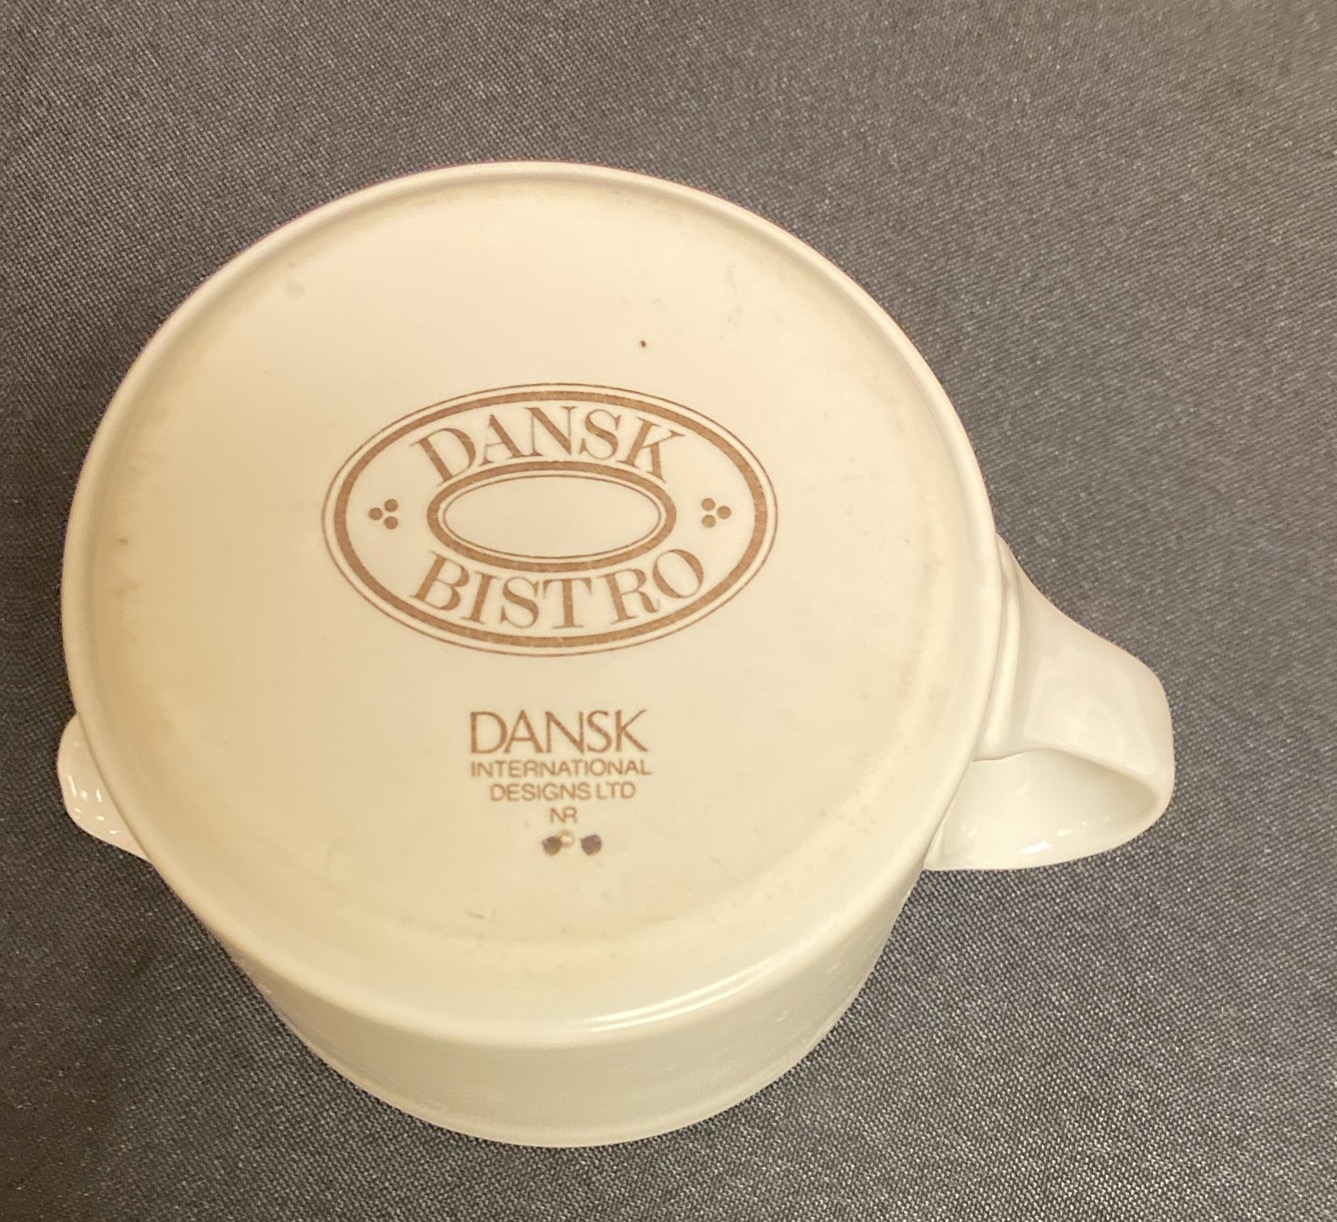 DANSK
BISTRO
DANSK
INTERNATIONAL
DESIGNS LTD
NR